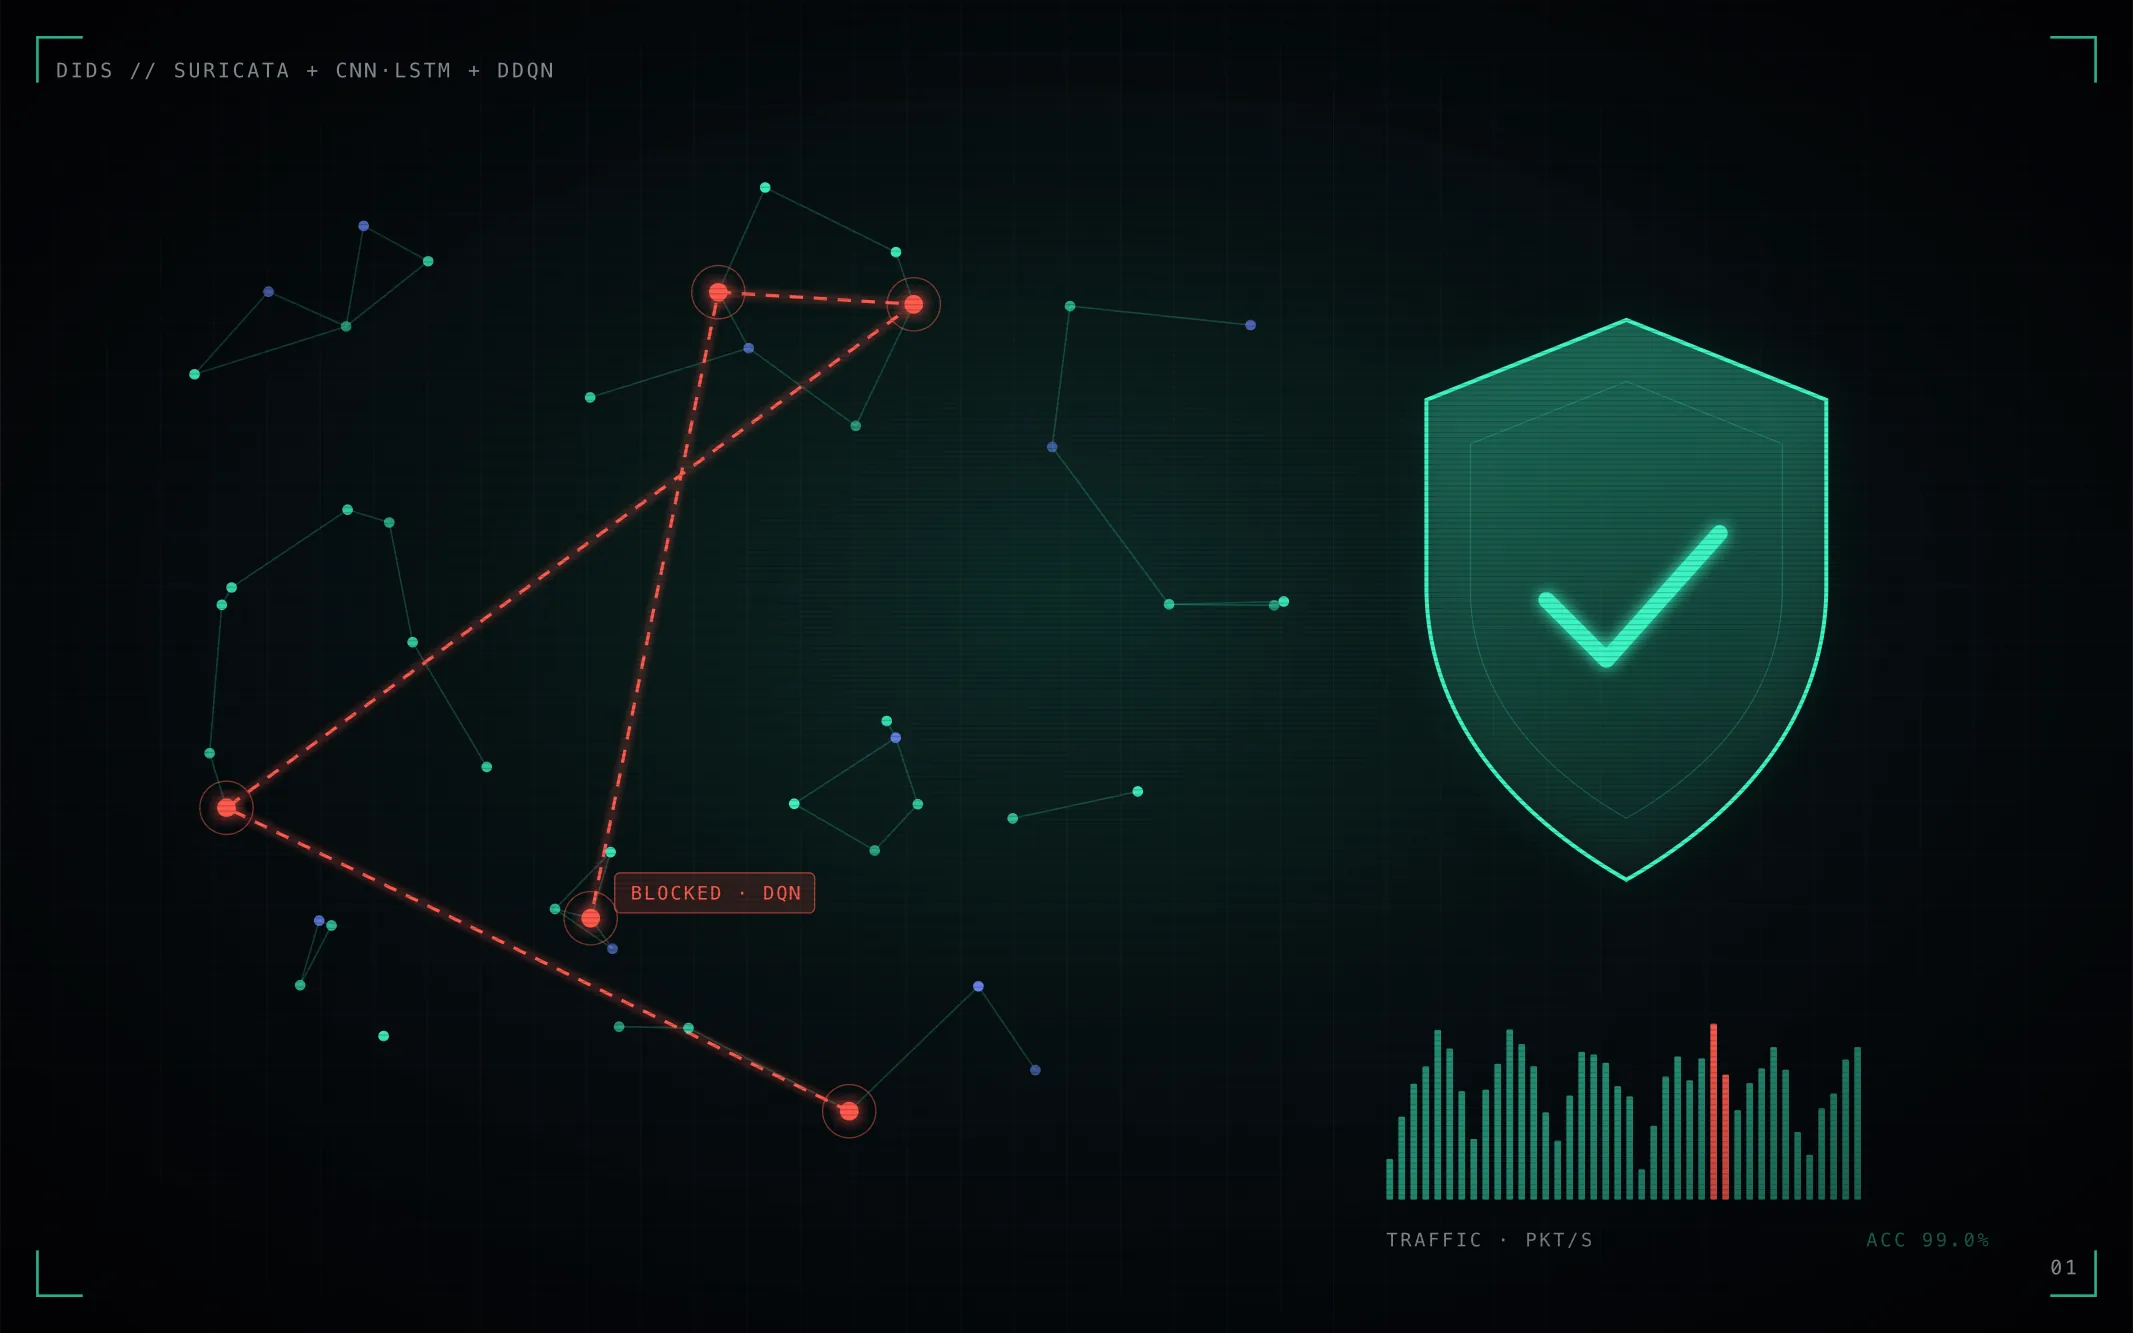 DIDS // SURICATA + CNN·LSTM + DDQN
BLOCKED · DQN
TRAFFIC · PKT/S
ACC 99.0%
01